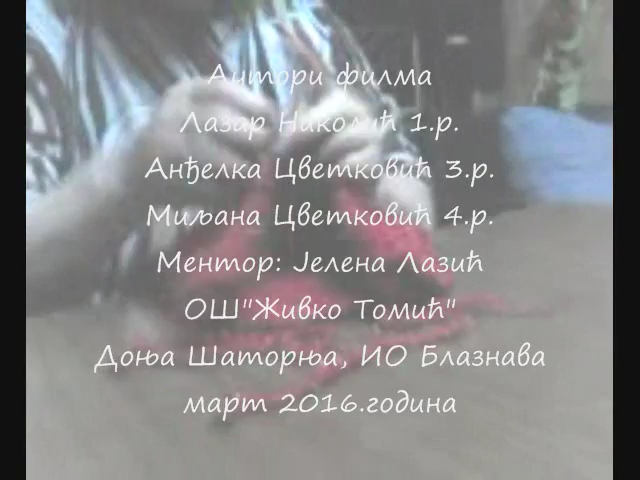 Аутори филма
Лазар Николић 1.р.
Анђелка Цветковић 3.р.
Миљана Цветковић 4.р.
Ментор: Јелена Лазић
ОШ"Живко Томић"
Доња Шаторња, ИО Блазнава
март 2016.година